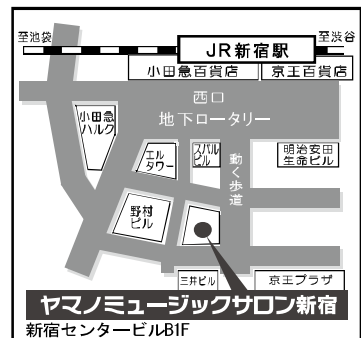 至池袋
至渋谷
JR新宿駅
小田急百貨店
京王百貨店
西口
地下ロータリー
小田急
ハルク
エル
タワー
スバル
ビル
動く歩道
明治安田
生命ビル
野村
ビル
三井ビル
京王プラザ
ヤマノミュージックサロン新宿
新宿センタービルB1F